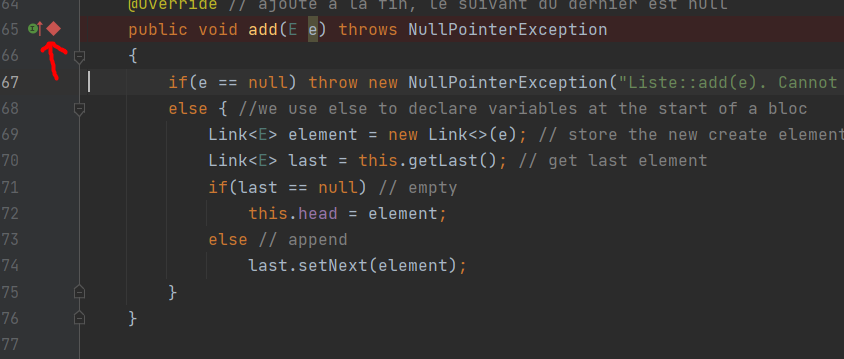 64 @Override // ajoute à la fin, le suivant du dernier est null
65 public void add(E e) throws NullPointerException
66 {
67 if(e == null) throw new NullPointerException("Liste::add(e). Cannot
68 else { //we use else to declare variables at the start of a bloc
69 Link<E> element = new Link<>(e); // store the new create element
70 Link<E> last = this.getLast(); // get last element
71 if(last == null) // empty
72 this.head = element;
73 else // append
74 last.setNext(element);
75 }
76 }
77